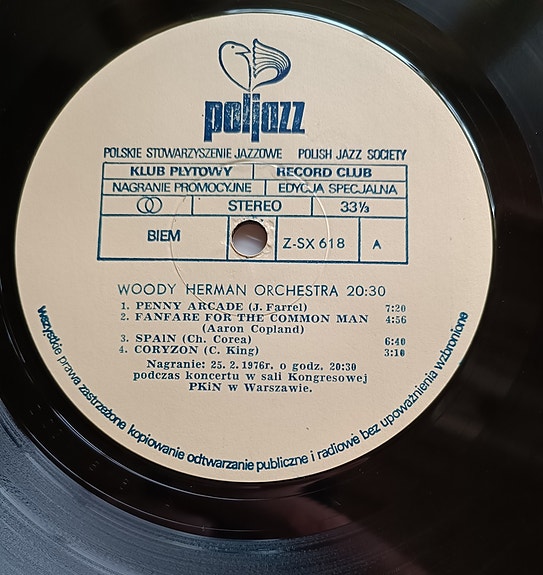 poljazz
POLSKIE STOWARZYSZENIE JAZZOWE POLISH JAZZ SOCIETY
KLUB PŁYTOWY RECORD CLUB
NAGRANIE PROMOCYJNE EDYCJA SPECJALNA
STEREO 33⅓
BIEM Z-SX 618 A
WOODY HERMAN ORCHESTRA 20:30
1. PENNY ARCADE (J. Farrel) 7:20
2. FANFARE FOR THE COMMON MAN 4:56
(Aaron Copland)
3. SPAIN (Ch. Corea) 6:40
4. CORYZON (C. King) 3:10
Nagranie: 25. 2. 1976r. o godz. 20:30
podczas koncertu w sali Kongresowej
PKiN w Warszawie.
Wszystkie prawa zastrzeżone kopiowanie odtwarzanie publiczne i radiowe bez upoważnienia wzbronione